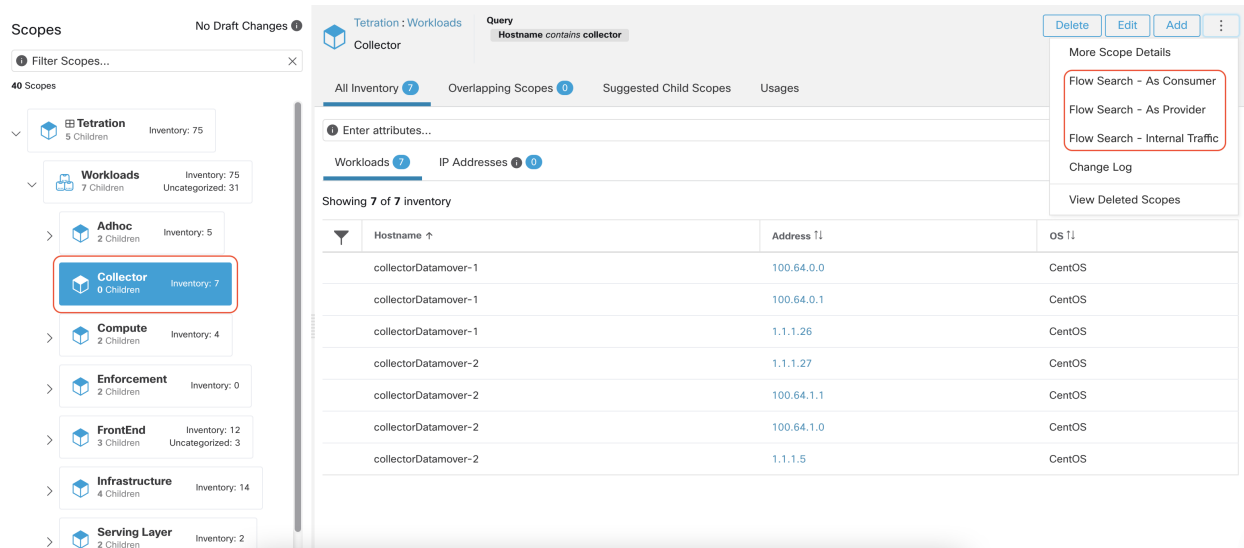 Scopes
No Draft Changes
Filter Scopes...
40 Scopes
Tetration
5 Children
Inventory: 75
Workloads
7 Children
Inventory: 75
Uncategorized: 31
Adhoc
2 Children
Inventory: 5
Collector
0 Children
Inventory: 7
Compute
2 Children
Inventory: 4
Enforcement
2 Children
Inventory: 0
FrontEnd
3 Children
Inventory: 12
Uncategorized: 3
Infrastructure
4 Children
Inventory: 14
Serving Layer
2 Children
Inventory: 2
Tetration : Workloads
Collector
Query
Hostname contains collector
Delete
Edit
Add
More Scope Details
Flow Search - As Consumer
Flow Search - As Provider
Flow Search - Internal Traffic
Change Log
View Deleted Scopes
All Inventory 7
Overlapping Scopes 0
Suggested Child Scopes
Usages
Enter attributes...
Workloads 7
IP Addresses 0
Showing 7 of 7 inventory
Hostname ↑ Address ↑↓ OS ↑↓
collectorDatamover-1 100.64.0.0 CentOS
collectorDatamover-1 100.64.0.1 CentOS
collectorDatamover-1 1.1.1.26 CentOS
collectorDatamover-2 1.1.1.27 CentOS
collectorDatamover-2 100.64.1.1 CentOS
collectorDatamover-2 100.64.1.0 CentOS
collectorDatamover-2 1.1.1.5 CentOS